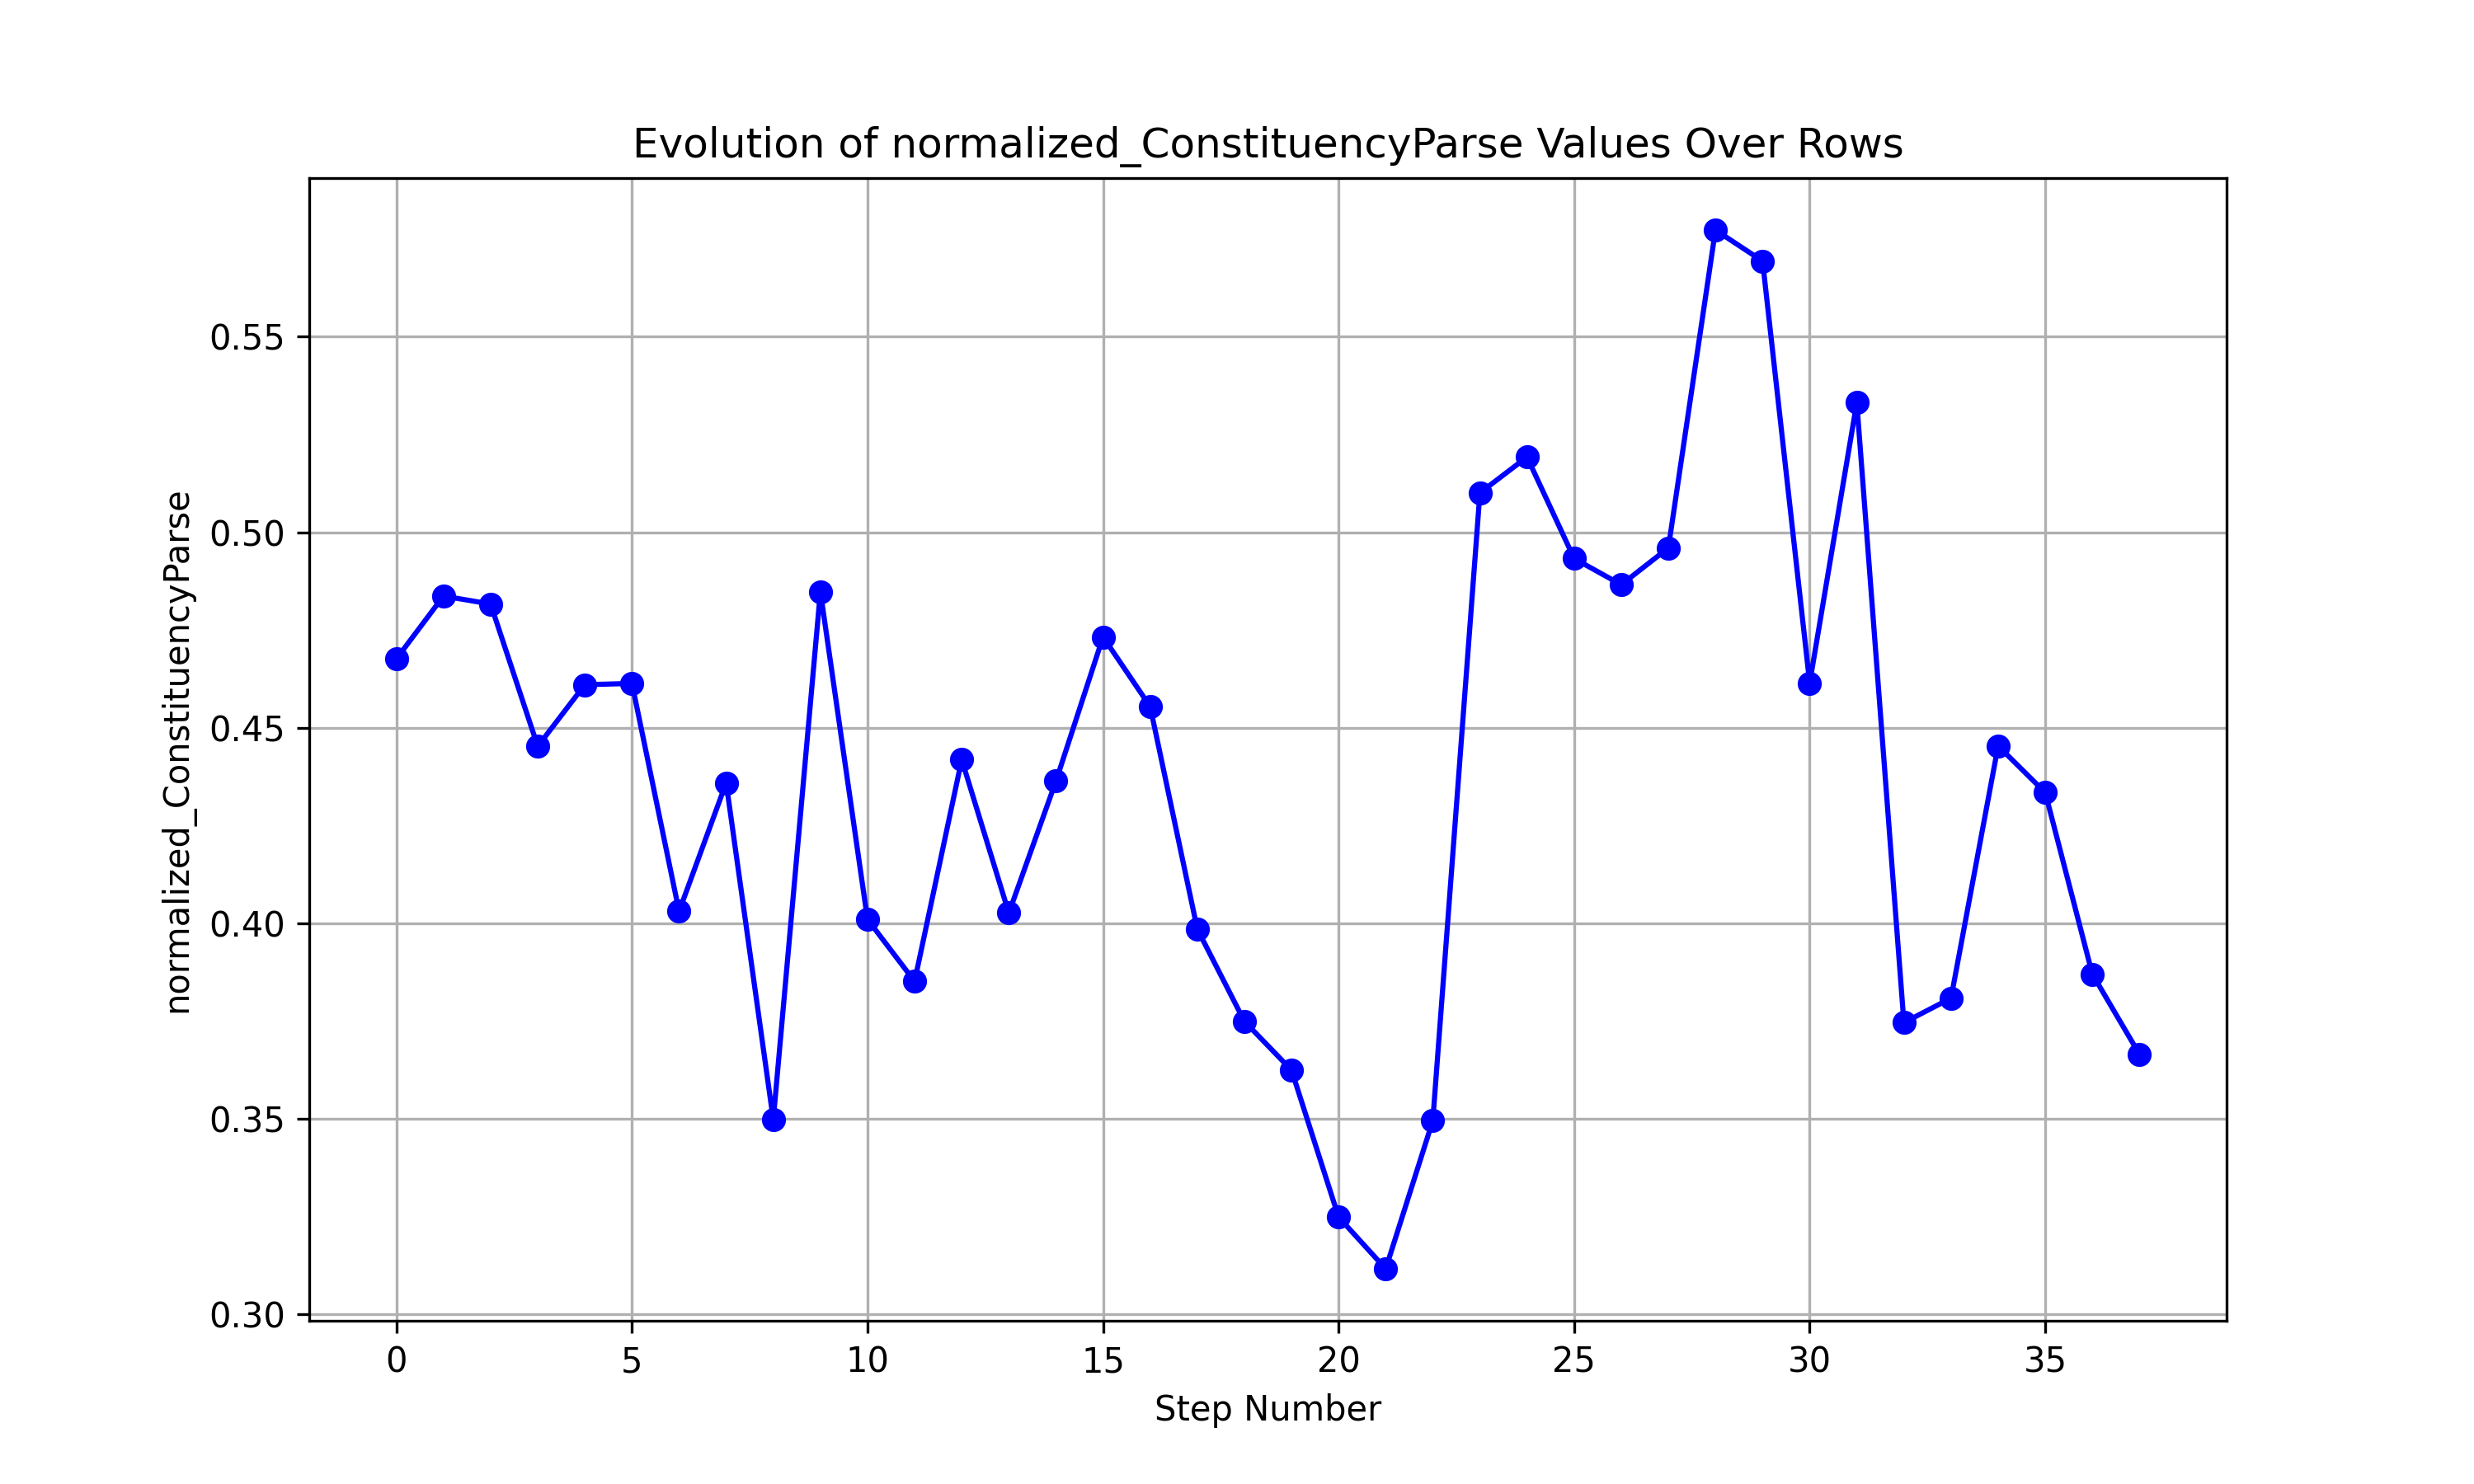 Evolution of normalized_ConstituencyParse Values Over Rows
normalized_ConstituencyParse
0.55
0.50
0.45
0.40
0.35
0.30
0 5 10 15 20 25 30 35
Step Number